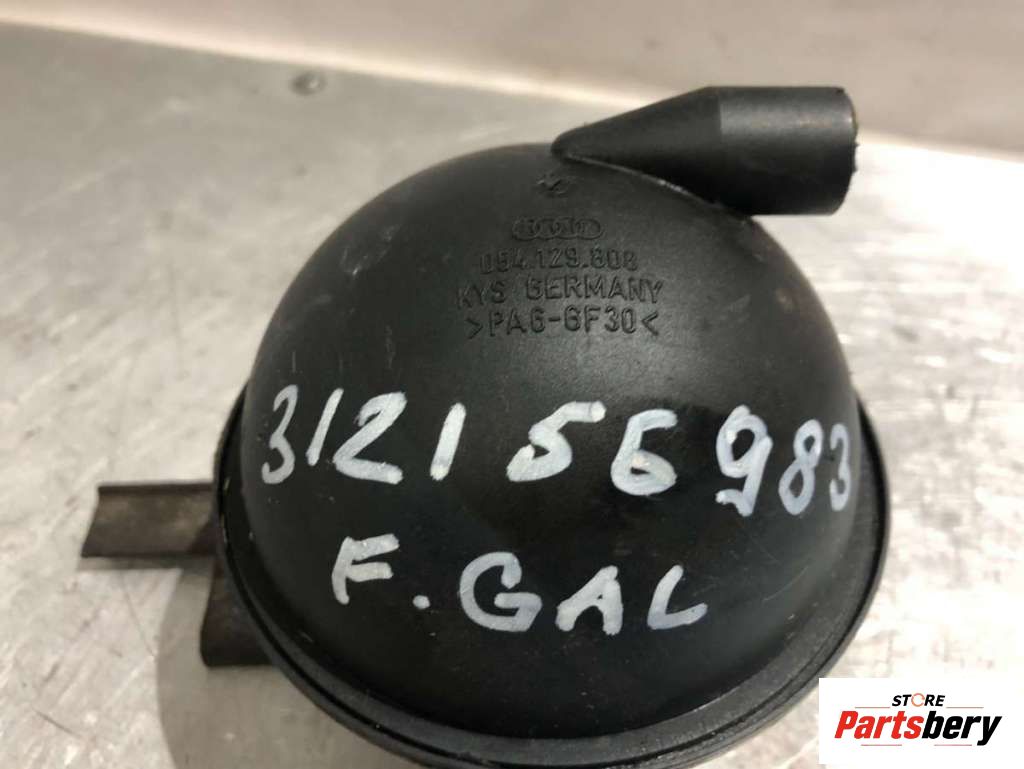 054.129.808
KYS GERMANY
>PA6-GF30<
312156983
F.GAL
STORE
Partsbery